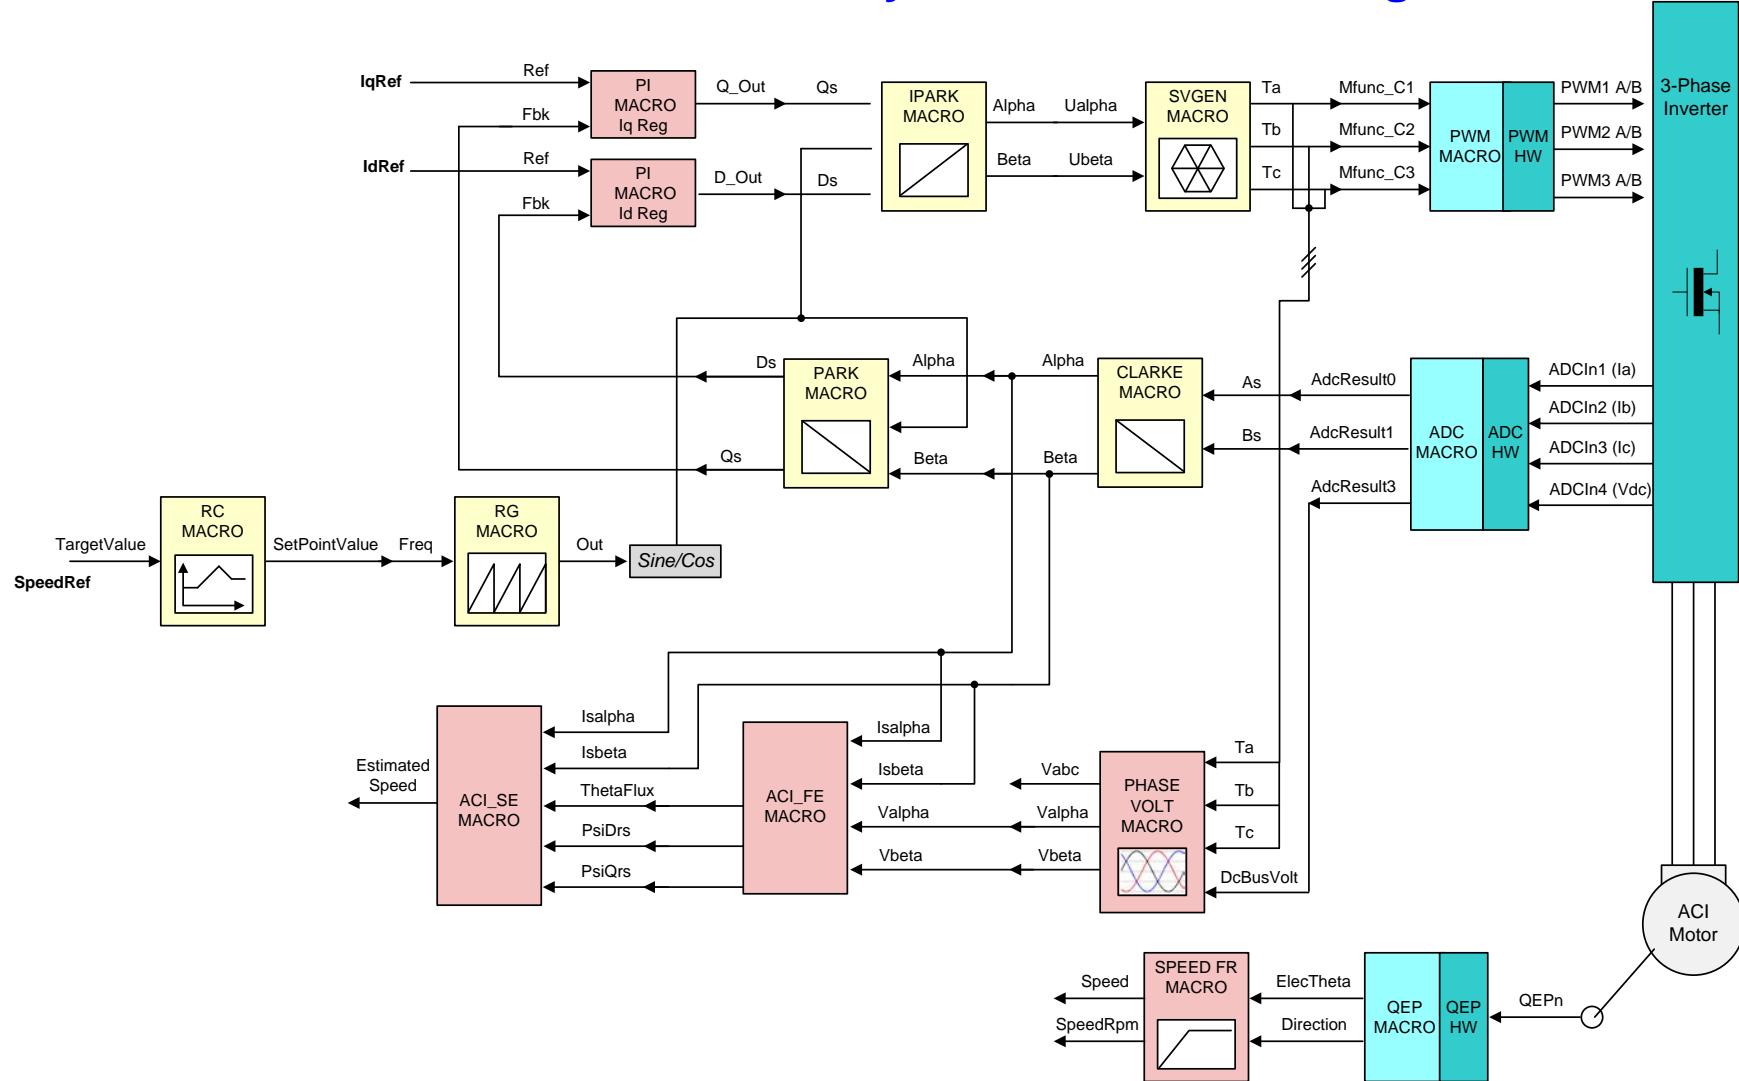 IqRef
Ref
Fbk
PI
MACRO
Iq Reg
Q_Out
Qs
IdRef
Ref
Fbk
PI
MACRO
Id Reg
D_Out
Ds
IPARK
MACRO
Alpha
Ualpha
Beta
Ubeta
SVGEN
MACRO
Ta
Tb
Tc
Mfunc_C1
Mfunc_C2
Mfunc_C3
PWM
MACRO
PWM
HW
PWM1 A/B
PWM2 A/B
PWM3 A/B
3-Phase
Inverter
Ds
Qs
PARK
MACRO
Alpha
Beta
Alpha
Beta
CLARKE
MACRO
As
Bs
AdcResult0
AdcResult1
AdcResult3
ADC
MACRO
ADC
HW
ADCIn1 (Ia)
ADCIn2 (Ib)
ADCIn3 (Ic)
ADCIn4 (Vdc)
TargetValue
SpeedRef
RC
MACRO
SetPointValue
Freq
RG
MACRO
Out
Sine/Cos
Estimated
Speed
ACI_SE
MACRO
Isalpha
Isbeta
ThetaFlux
PsiDrs
PsiQrs
ACI_FE
MACRO
Isalpha
Isbeta
Valpha
Vbeta
Vabc
Valpha
Vbeta
PHASE
VOLT
MACRO
Ta
Tb
Tc
DcBusVolt
ACI
Motor
Speed
SpeedRpm
SPEED FR
MACRO
ElecTheta
Direction
QEP
MACRO
QEP
HW
QEPn